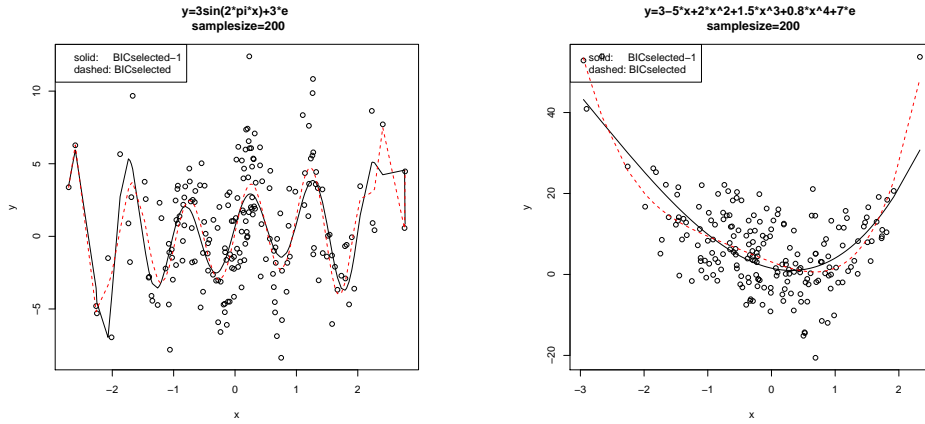 y=3sin(2*pi*x)+3*e
samplesize=200
solid: BICselected−1
dashed: BICselected
10
5
0
−5
y
−2
−1
0
1
2
x
y=3−5*x+2*x^2+1.5*x^3+0.8*x^4+7*e
samplesize=200
solid: BICselected−1
dashed: BICselected
40
20
0
−20
y
−3
−2
−1
0
1
2
x